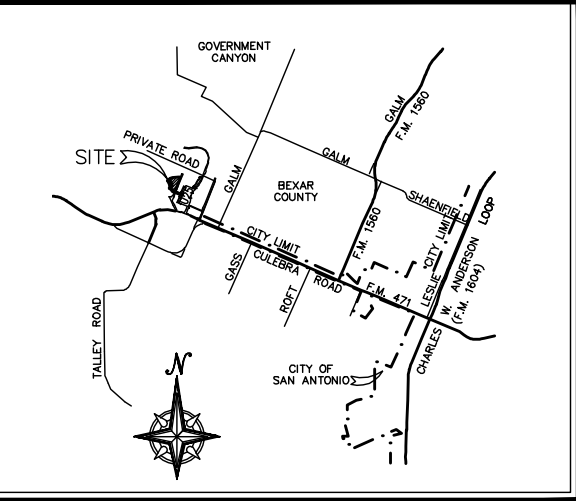 GOVERNMENT
CANYON
PRIVATE ROAD
SITE
GALM
F.M. 1560
GALM
GALM
BEXAR
COUNTY
SHAENFIEL
LOOP
CITY LIMIT
F.M. 1560
CITY LIMIT
CULEBRA
ROAD
F.M. 471
GASS
ROFT
CHARLES
LESLIE
W. ANDERSON
(F.M. 1604)
TALLEY ROAD
CITY OF
SAN ANTONIO
N